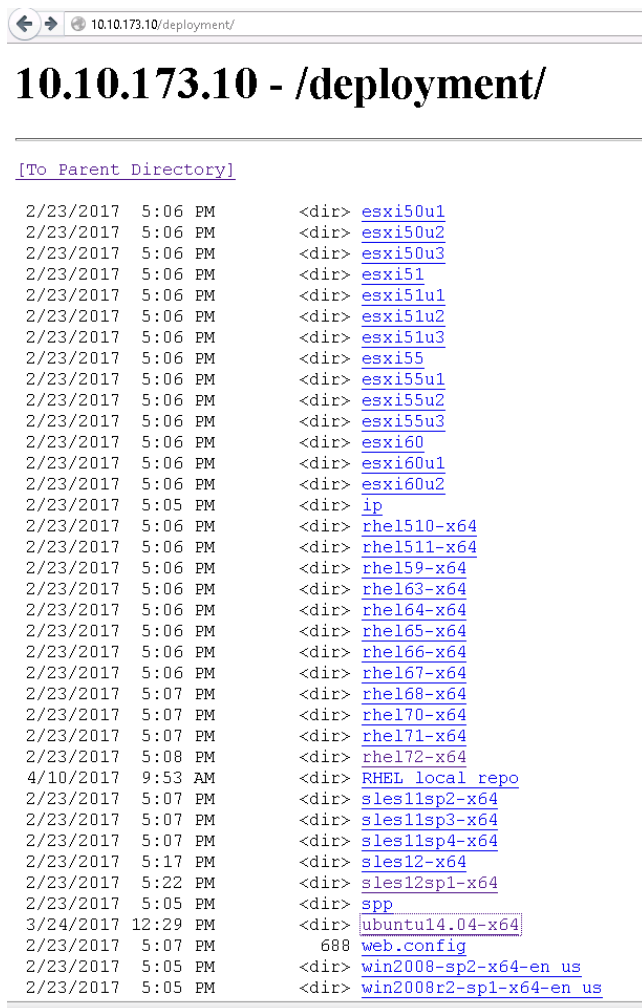 10.10.173.10/deployment/
10.10.173.10 - /deployment/
[To Parent Directory]
2/23/2017 5:06 PM <dir> esxi50u1
2/23/2017 5:06 PM <dir> esxi50u2
2/23/2017 5:06 PM <dir> esxi50u3
2/23/2017 5:06 PM <dir> esxi51
2/23/2017 5:06 PM <dir> esxi51u1
2/23/2017 5:06 PM <dir> esxi51u2
2/23/2017 5:06 PM <dir> esxi51u3
2/23/2017 5:06 PM <dir> esxi55
2/23/2017 5:06 PM <dir> esxi55u1
2/23/2017 5:06 PM <dir> esxi55u2
2/23/2017 5:06 PM <dir> esxi55u3
2/23/2017 5:06 PM <dir> esxi60
2/23/2017 5:06 PM <dir> esxi60u1
2/23/2017 5:06 PM <dir> esxi60u2
2/23/2017 5:05 PM <dir> ip
2/23/2017 5:06 PM <dir> rhel510-x64
2/23/2017 5:06 PM <dir> rhel511-x64
2/23/2017 5:06 PM <dir> rhel59-x64
2/23/2017 5:06 PM <dir> rhel63-x64
2/23/2017 5:06 PM <dir> rhel64-x64
2/23/2017 5:06 PM <dir> rhel65-x64
2/23/2017 5:06 PM <dir> rhel66-x64
2/23/2017 5:06 PM <dir> rhel67-x64
2/23/2017 5:07 PM <dir> rhel68-x64
2/23/2017 5:07 PM <dir> rhel70-x64
2/23/2017 5:07 PM <dir> rhel71-x64
2/23/2017 5:08 PM <dir> rhel72-x64
4/10/2017 9:53 AM <dir> RHEL local repo
2/23/2017 5:07 PM <dir> sles11sp2-x64
2/23/2017 5:07 PM <dir> sles11sp3-x64
2/23/2017 5:07 PM <dir> sles11sp4-x64
2/23/2017 5:17 PM <dir> sles12-x64
2/23/2017 5:22 PM <dir> sles12sp1-x64
2/23/2017 5:05 PM <dir> spp
3/24/2017 12:29 PM <dir> ubuntu14.04-x64
2/23/2017 5:07 PM 688 web.config
2/23/2017 5:05 PM <dir> win2008-sp2-x64-en_us
2/23/2017 5:05 PM <dir> win2008r2-sp1-x64-en_us